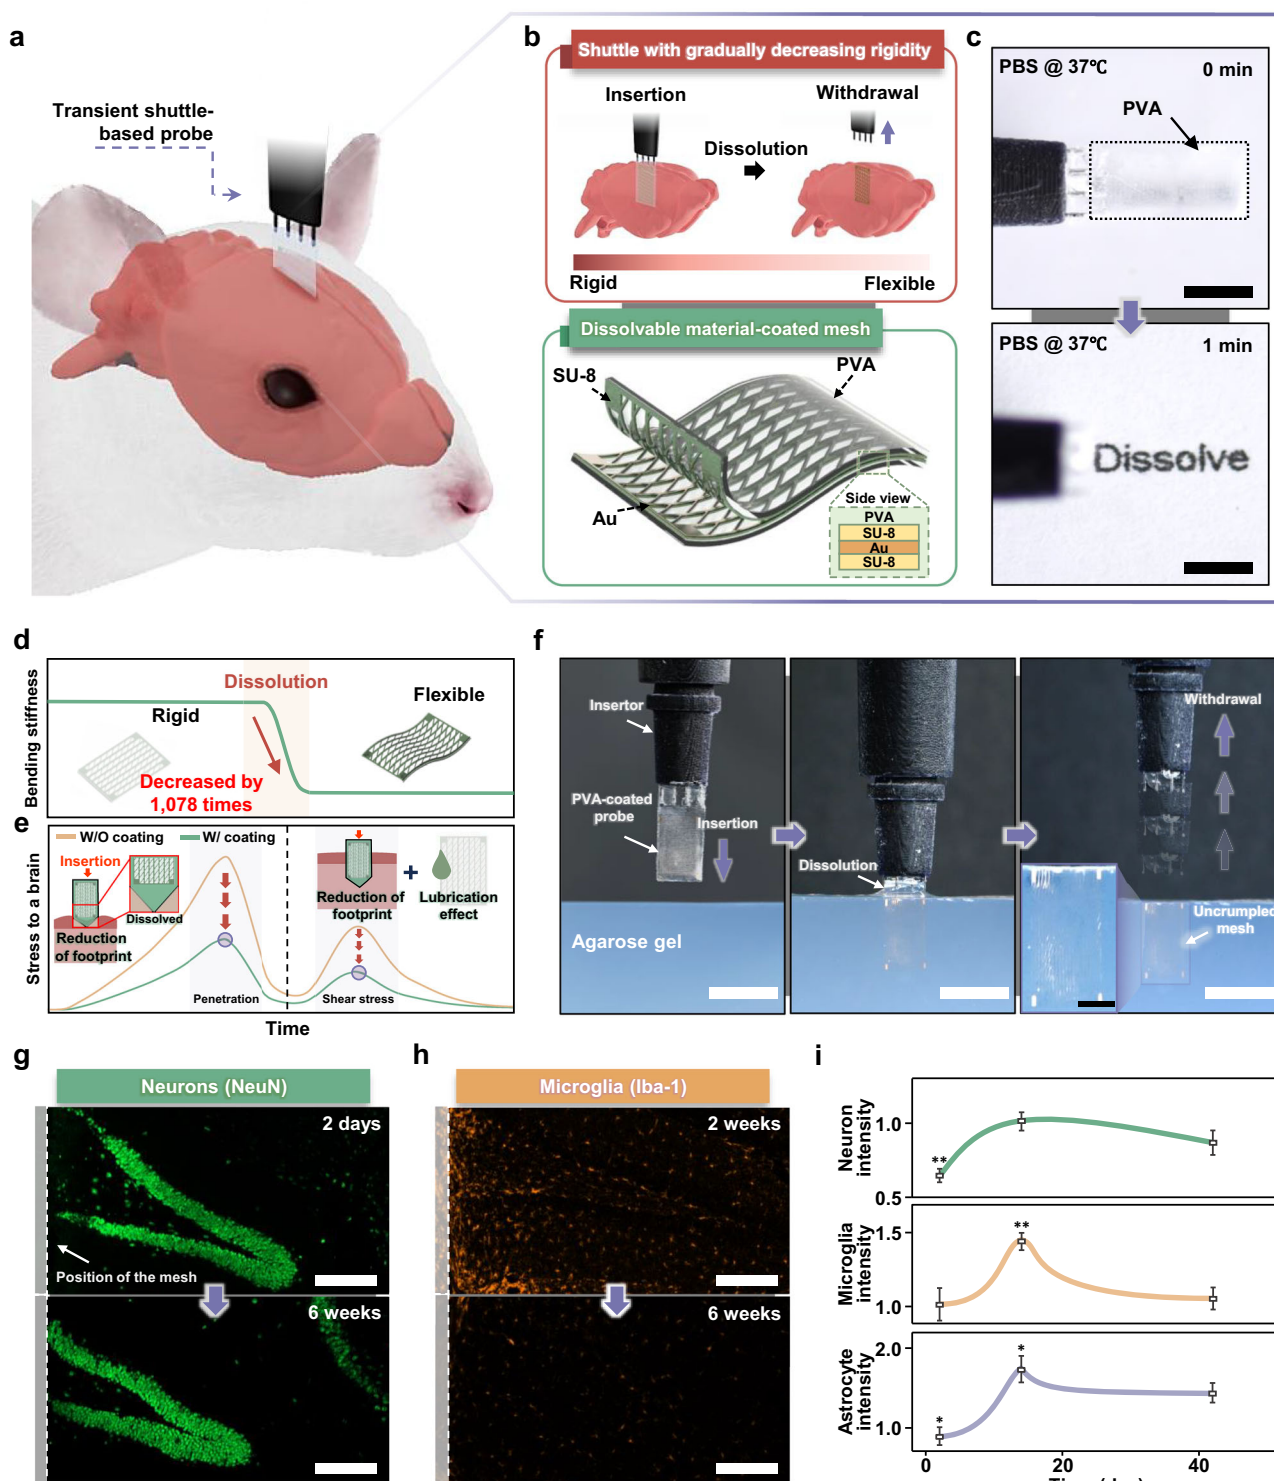 a
Transient shuttle-
based probe
b
Shuttle with gradually decreasing rigidity
Insertion
Withdrawal
Dissolution
Rigid
Flexible
Dissolvable material-coated mesh
SU-8
PVA
Au
Side view
PVA
SU-8
Au
SU-8
c
PBS @ 37℃
0 min
PVA
PBS @ 37℃
1 min
Dissolve
d
Bending stiffness
Dissolution
Rigid
Flexible
Decreased by
1,078 times
e
Stress to a brain
W/O coating
W/ coating
Insertion
Dissolved
Reduction
of footprint
+
Reduction of
footprint
Lubrication
effect
Penetration
Shear stress
Time
f
Insertor
PVA-coated
probe
Insertion
Agarose gel
Dissolution
Withdrawal
Uncrumpled
mesh
g
Neurons (NeuN)
2 days
Position of the mesh
6 weeks
h
Microglia (Iba-1)
2 weeks
6 weeks
i
Neuron
intensity
1.0
0.5
**
Microglia
intensity
1.5
1.0
**
Astrocyte
intensity
2.0
1.0
*
*
0
20
40